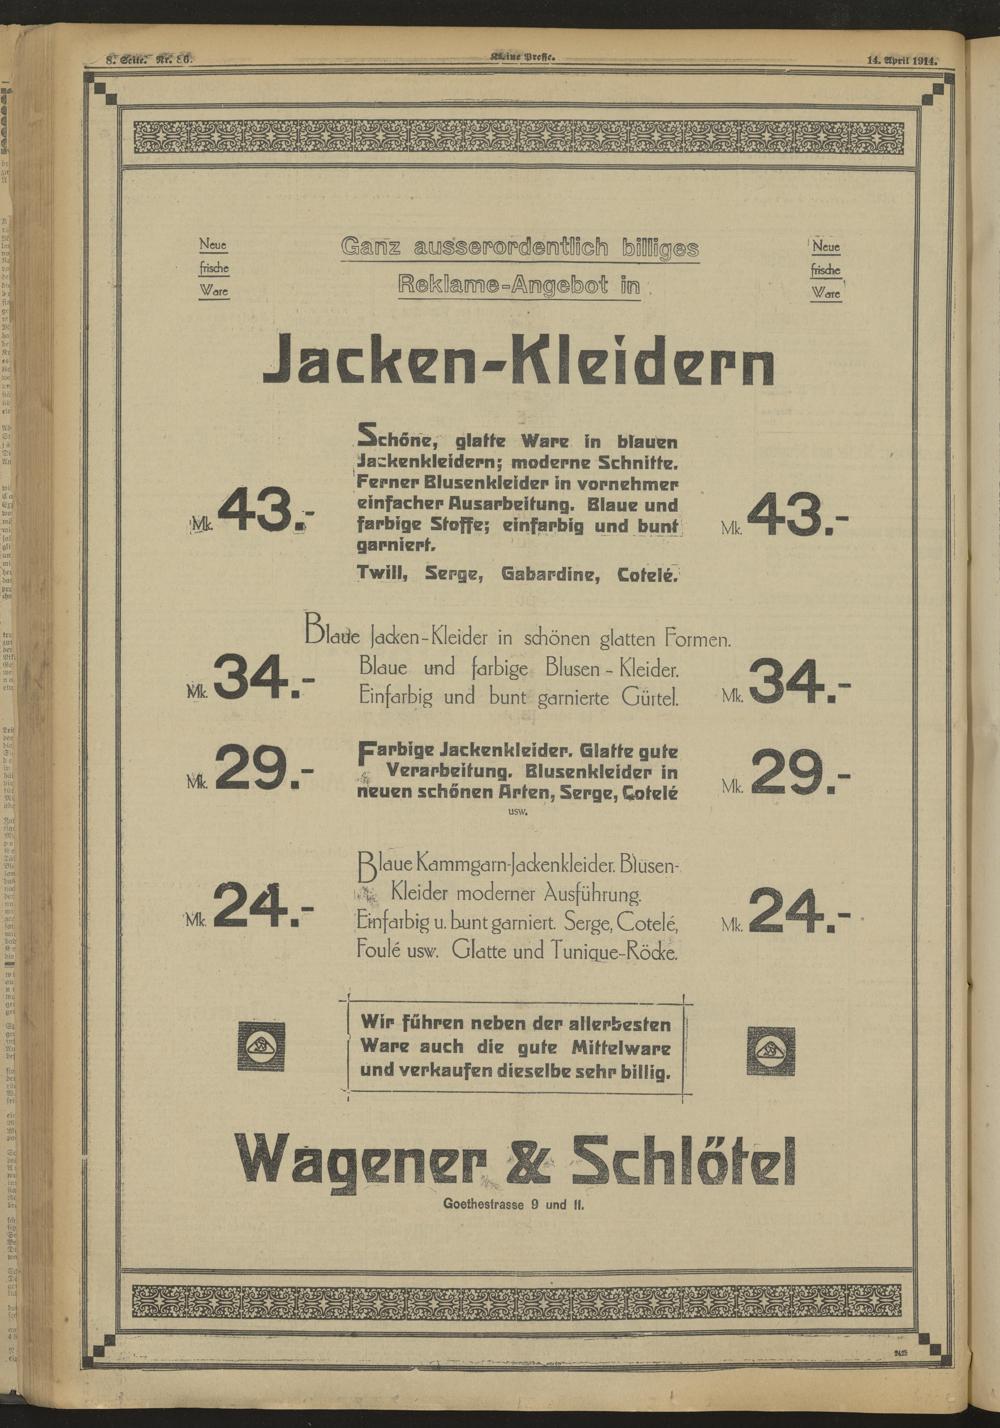 8. Seite. Nr. 86.
Kleine Presse.
14. April 1914.
Neue
frische
Ware
Ganz ausserordentlich billiges
Reklame-Angebot in
Neue
frische
Ware
Jacken-Kleidern
Mk. 43.-
Schöne, glatte Ware in blauen
Jackenkleidern; moderne Schnitte.
Ferner Blusenkleider in vornehmer
einfacher Ausarbeitung. Blaue und
farbige Stoffe; einfarbig und bunt
garniert.
Twill, Serge, Gabardine, Cotelé.
Mk. 43.-
Blaue Jacken-Kleider in schönen glatten Formen.
Blaue und farbige Blusen-Kleider.
Einfarbig und bunt garnierte Gürtel.
Mk. 34.-
Mk. 34.-
Mk. 29.-
Farbige Jackenkleider. Glatte gute
Verarbeitung. Blusenkleider in
neuen schönen Arten, Serge, Cotelé
usw.
Mk. 29.-
Mk. 24.-
Blaue Kammgarn-Jackenkleider. Blusen-
Kleider moderner Ausführung.
Einfarbig u. bunt garniert. Serge, Cotelé,
Foulé usw. Glatte und Tunique-Röcke.
Mk. 24.-
Wir führen neben der allerbesten
Ware auch die gute Mittelware
und verkaufen dieselbe sehr billig.
Wagener & Schlötel
Goethestrasse 9 und 11.